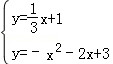 y=1/3x+1
y=− x²−2x+3